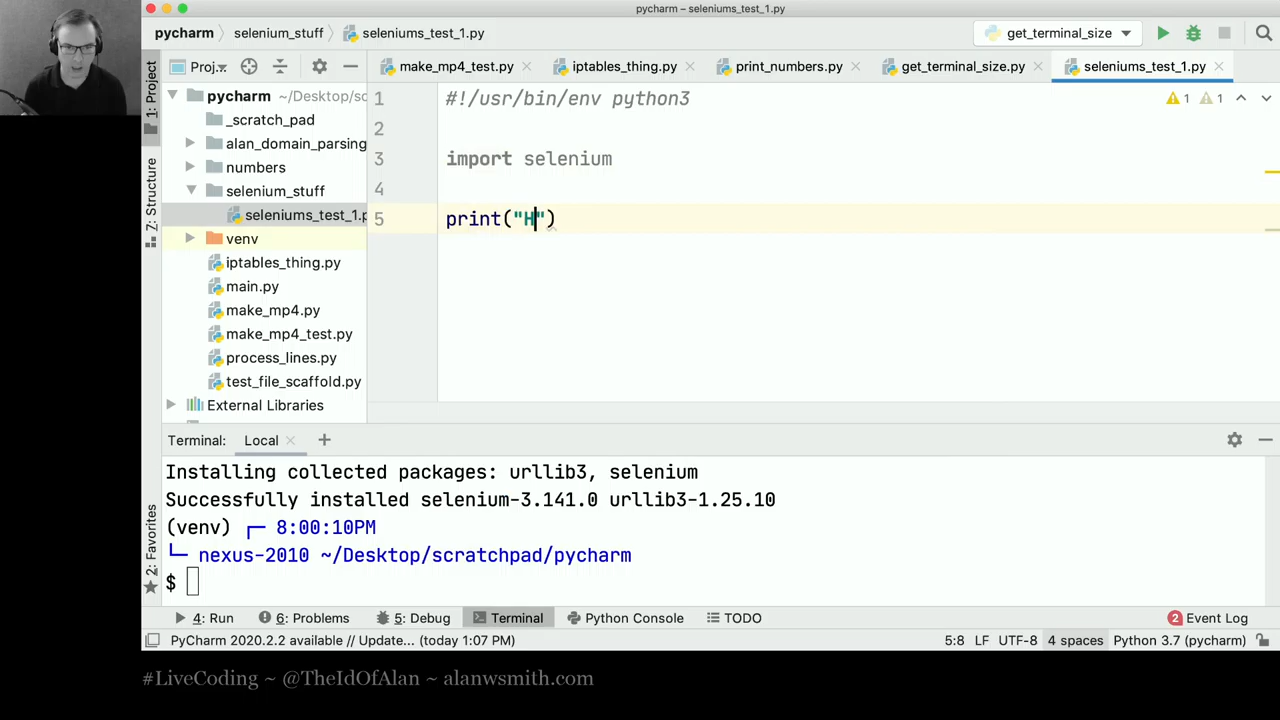 pycharm – seleniums_test_1.py
pycharm selenium_stuff seleniums_test_1.py get_terminal_size
1: Project
Proj..
make_mp4_test.py iptables_thing.py print_numbers.py get_terminal_size.py seleniums_test_1.py
pycharm ~/Desktop/sc
_scratch_pad
alan_domain_parsing
numbers
selenium_stuff
seleniums_test_1.p
venv
iptables_thing.py
main.py
make_mp4.py
make_mp4_test.py
process_lines.py
test_file_scaffold.py
External Libraries
1 #!/usr/bin/env python3
2
3 import selenium
4
5 print("H")
1 1
Z: Structure
2: Favorites
Terminal: Local
Installing collected packages: urllib3, selenium
Successfully installed selenium-3.141.0 urllib3-1.25.10
(venv) ┌─ 8:00:10PM
└─ nexus-2010 ~/Desktop/scratchpad/pycharm
$
4: Run 6: Problems 5: Debug Terminal Python Console TODO 2 Event Log
PyCharm 2020.2.2 available // Update... (today 1:07 PM) 5:8 LF UTF-8 4 spaces Python 3.7 (pycharm)
#LiveCoding ~ @TheIdOfAlan ~ alanwsmith.com